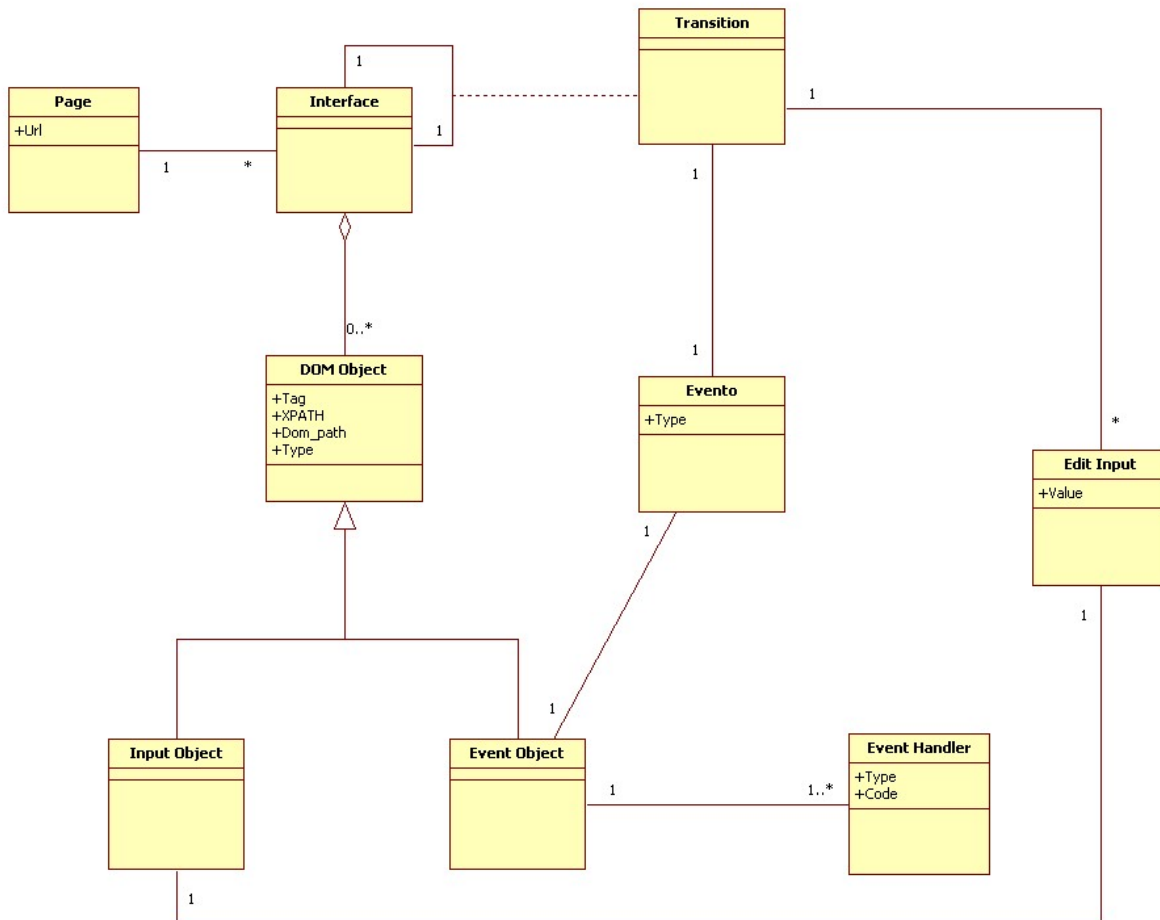 Transition
1
Page
Interface
1
+Url
1
1
*
1
0..*
1
DOM Object
Evento
+Tag
+XPATH
+Dom_path
+Type
+Type
*
Edit Input
+Value
1
1
1
Input Object
Event Object
Event Handler
+Type
+Code
1
1..*
1